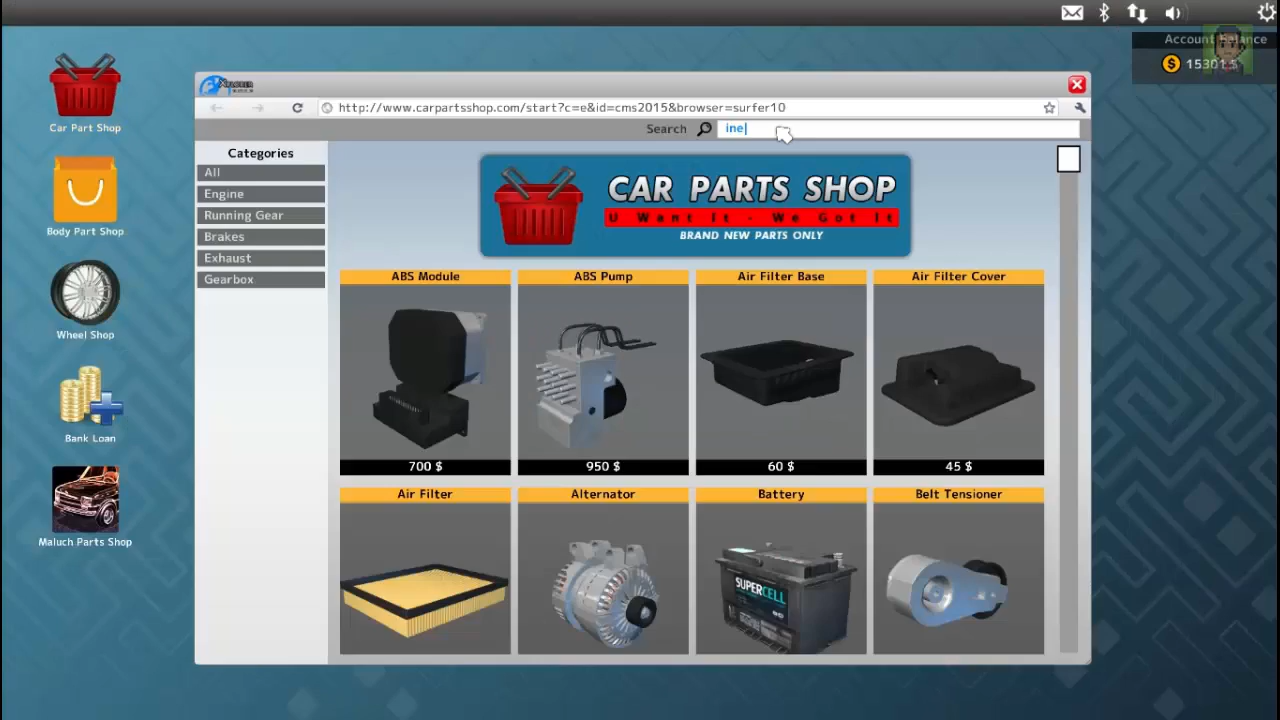 Account Balance
15301 $
Car Part Shop
Body Part Shop
Wheel Shop
Bank Loan
Maluch Parts Shop
http://www.carpartsshop.com/start?c=e&id=cms2015&browser=surfer10
Search
ine
Categories
All
Engine
Running Gear
Brakes
Exhaust
Gearbox
CAR PARTS SHOP
U Want It - We Got It
BRAND NEW PARTS ONLY
ABS Module
ABS Pump
Air Filter Base
Air Filter Cover
700 $
950 $
60 $
45 $
Air Filter
Alternator
Battery
Belt Tensioner
SUPERCELL